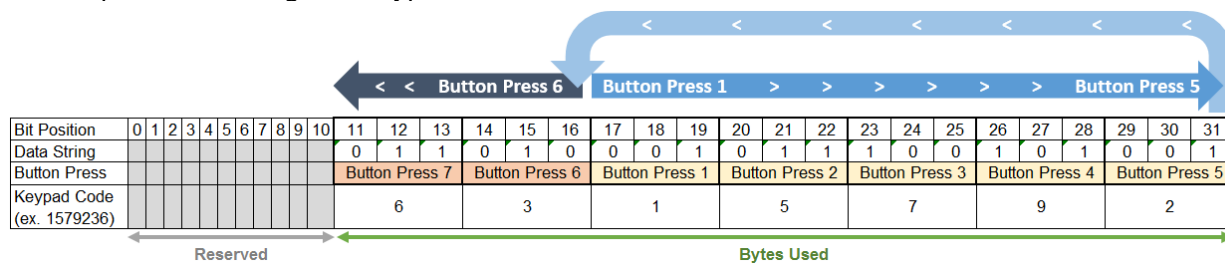 < < < < < < <
< < Button Press 6 Button Press 1 > > > > > > Button Press 5
Bit Position 0 1 2 3 4 5 6 7 8 9 10 11 12 13 14 15 16 17 18 19 20 21 22 23 24 25 26 27 28 29 30 31
Data String 0 1 1 0 1 0 0 0 1 0 1 1 1 0 0 1 0 1 0 0 1
Button Press Button Press 7 Button Press 6 Button Press 1 Button Press 2 Button Press 3 Button Press 4 Button Press 5
Keypad Code
(ex. 1579236) 6 3 1 5 7 9 2
Reserved Bytes Used